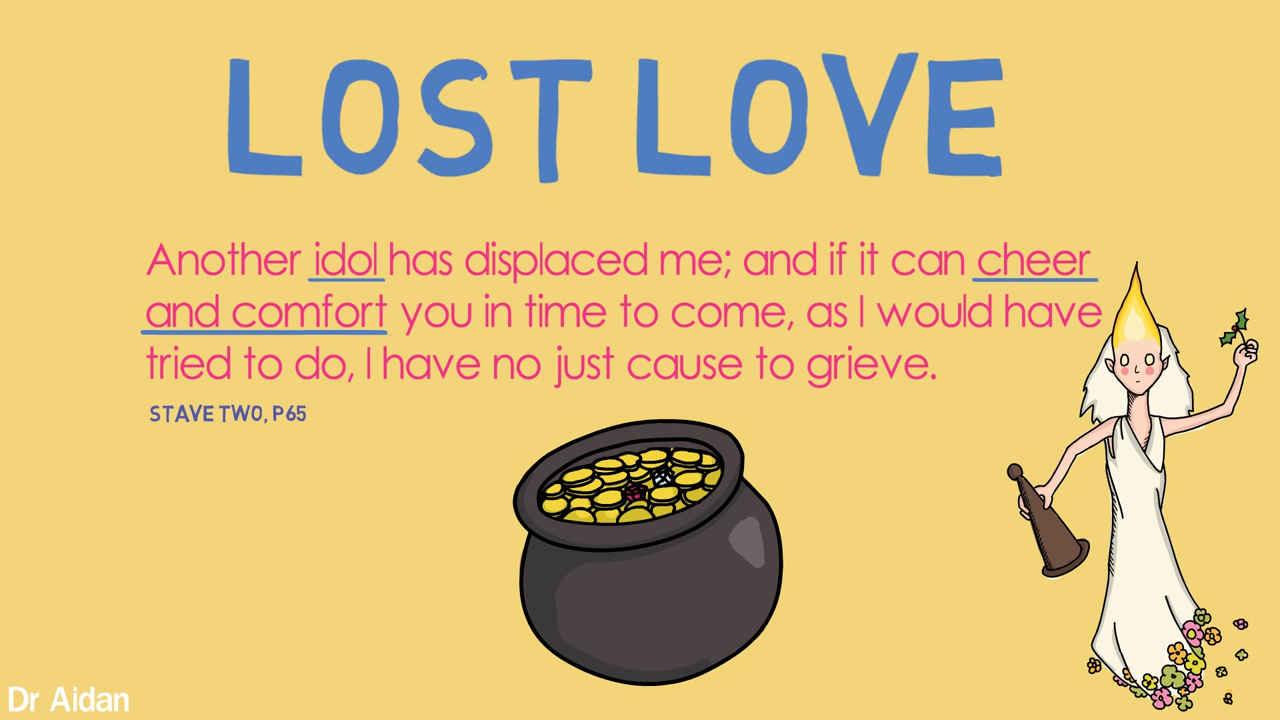 LOST LOVE
Another idol has displaced me; and if it can cheer
and comfort you in time to come, as I would have
tried to do, I have no just cause to grieve.
STAVE TWO, P65
Dr Aidan